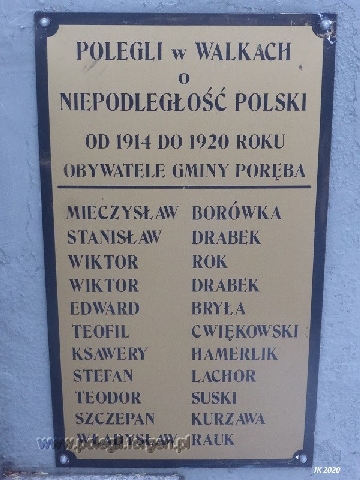 POLEGLI W WALKACH
O
NIEPODLEGŁOŚĆ POLSKI
OD 1914 DO 1920 ROKU
OBYWATELE GMINY PORĘBA
MIECZYSŁAW BORÓWKA
STANISŁAW DRABEK
WIKTOR ROK
WIKTOR DRABEK
EDWARD BRYŁA
TEOFIL CWIĘKOWSKI
KSAWERY HAMERLIK
STEFAN LACHOR
TEODOR SUSKI
SZCZEPAN KURZAWA
WŁADYSŁAW RAUK
JK 2020